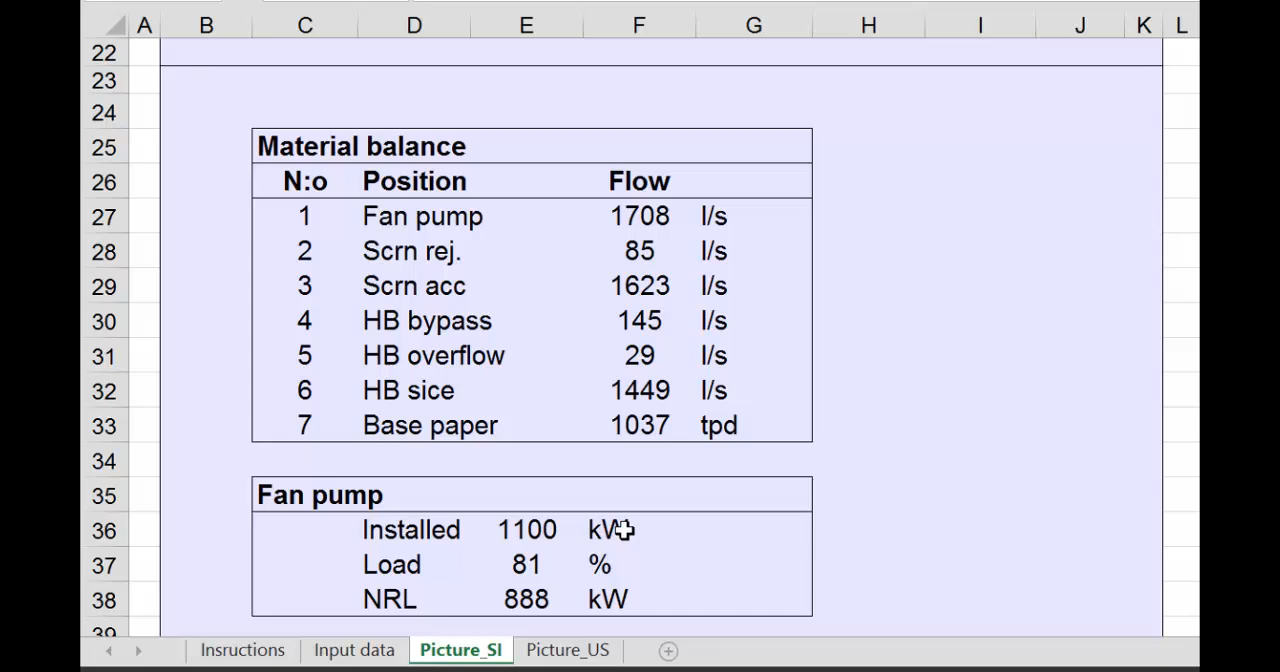 A B C D E F G H I J K L
22
23
24
25 Material balance
26 N:o Position Flow
27 1 Fan pump 1708 l/s
28 2 Scrn rej. 85 l/s
29 3 Scrn acc 1623 l/s
30 4 HB bypass 145 l/s
31 5 HB overflow 29 l/s
32 6 HB sice 1449 l/s
33 7 Base paper 1037 tpd
34
35 Fan pump
36 Installed 1100 kW
37 Load 81 %
38 NRL 888 kW
39
Insructions Input data Picture_SI Picture_US